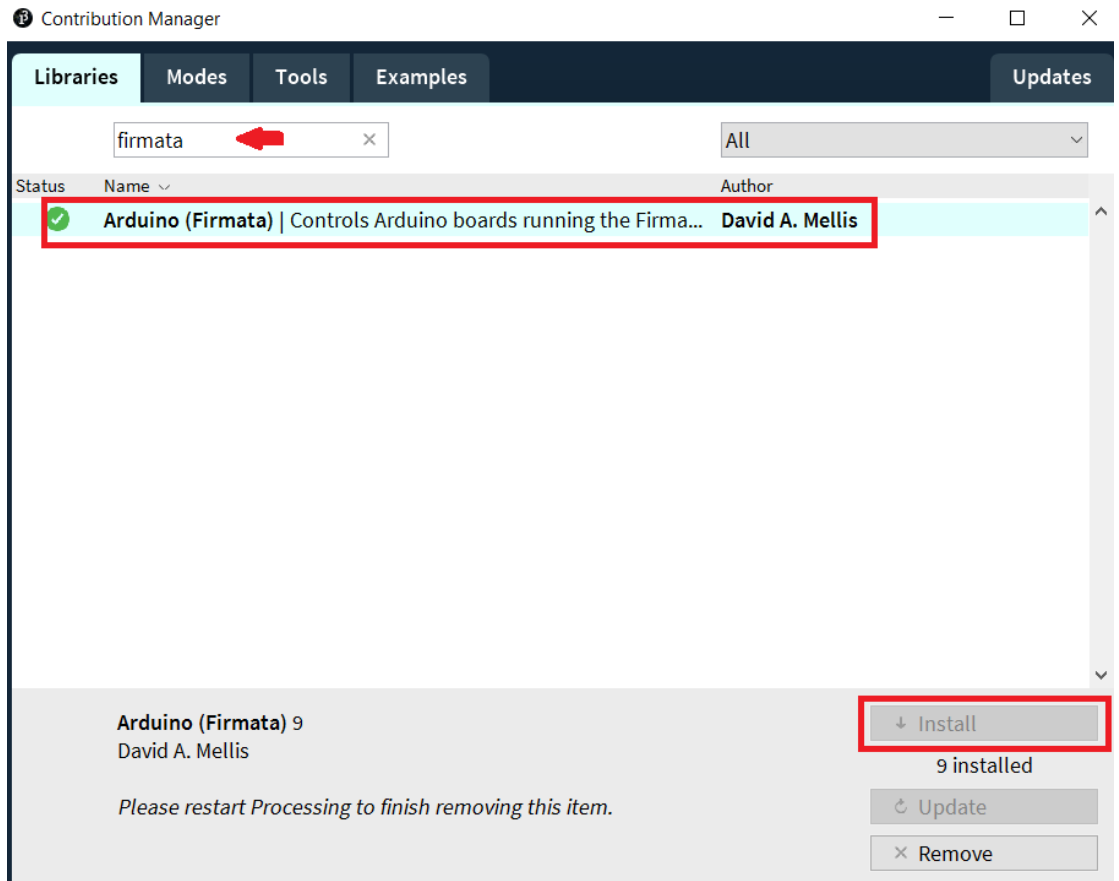 Contribution Manager
Libraries Modes Tools Examples Updates
firmata All
Status Name Author
Arduino (Firmata) | Controls Arduino boards running the Firma... David A. Mellis
Arduino (Firmata) 9
Install
David A. Mellis
9 installed
Please restart Processing to finish removing this item.
Update
Remove